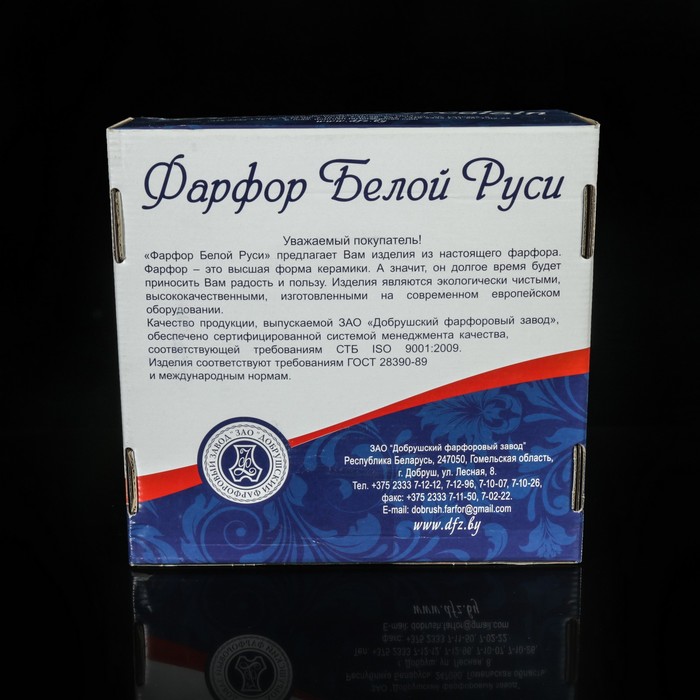 Фарфор Белой Руси
Уважаемый покупатель!
«Фарфор Белой Руси» предлагает Вам изделия из настоящего фарфора.
Фарфор – это высшая форма керамики. А значит, он долгое время будет
приносить Вам радость и пользу. Изделия являются экологически чистыми,
высококачественными, изготовленными на современном европейском
оборудовании.
Качество продукции, выпускаемой ЗАО «Добрушский фарфоровый завод»,
обеспечено сертифицированной системой менеджмента качества,
соответствующей требованиям СТБ ISO 9001:2009.
Изделия соответствуют требованиям ГОСТ 28390-89
и международным нормам.
ЗАО "ДОБРУШСКИЙ ФАРФОРОВЫЙ ЗАВОД"
ЗАО "Добрушский фарфоровый завод"
Республика Беларусь, 247050, Гомельская область,
г. Добруш, ул. Лесная, 8.
Тел. +375 2333 7-12-12, 7-12-96, 7-10-07, 7-10-26,
факс: +375 2333 7-11-50, 7-02-22.
E-mail: dobrush.farfor@gmail.com
www.dfz.by